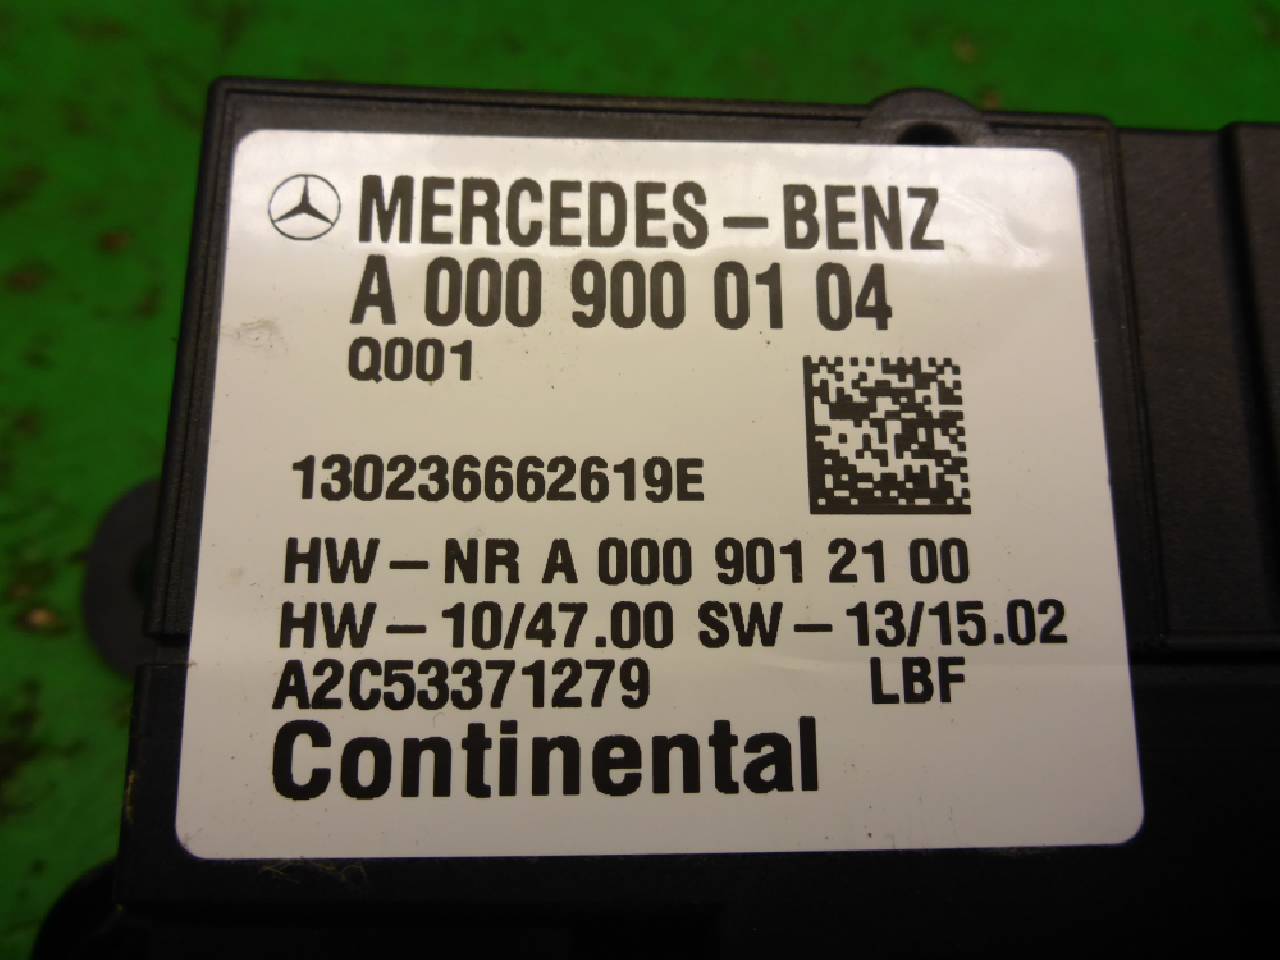 MERCEDES-BENZ
A 000 900 01 04
Q001
130236662619E
HW-NR A 000 901 21 00
HW-10/47.00 SW-13/15.02
A2C53371279 LBF
Continental